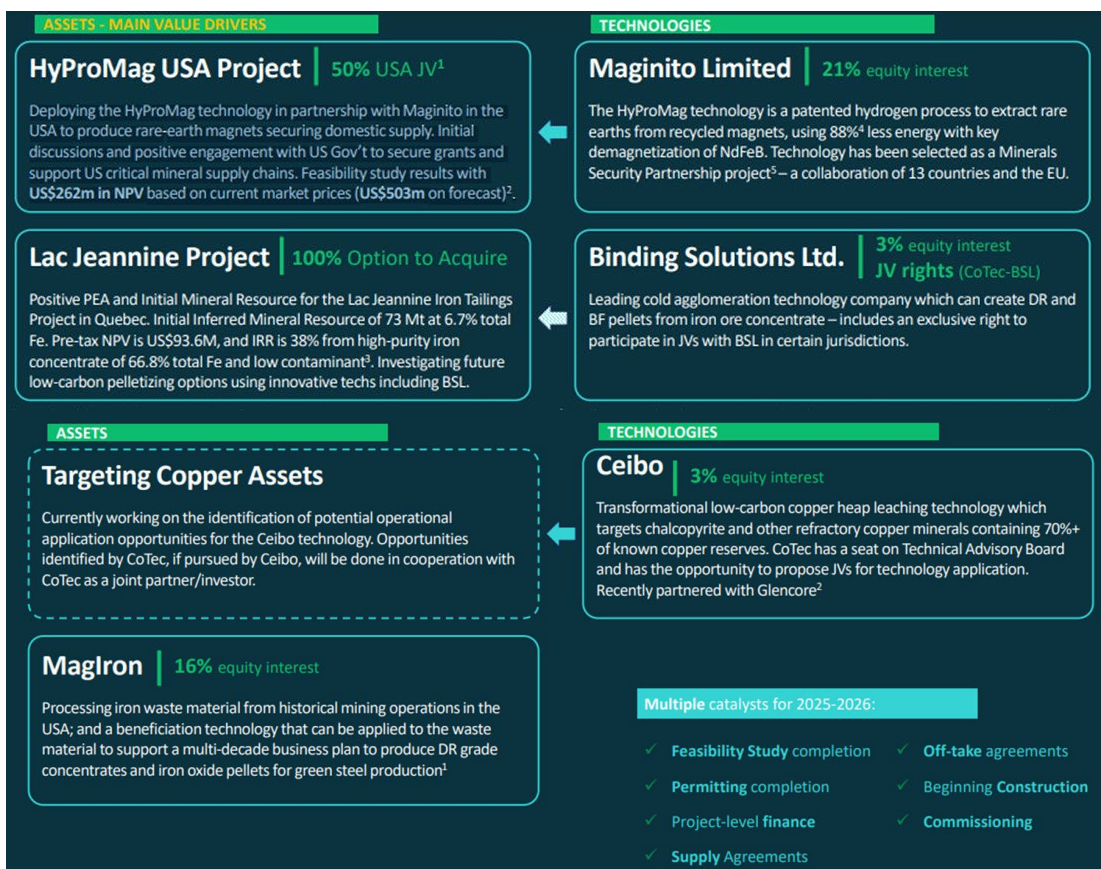 ASSETS - MAIN VALUE DRIVERS
HyProMag USA Project 50% USA JV¹
Deploying the HyProMag technology in partnership with Maginito in the
USA to produce rare-earth magnets securing domestic supply. Initial
discussions and positive engagement with US Gov't to secure grants and
support US critical mineral supply chains. Feasibility study results with
US$262m in NPV based on current market prices (US$503m on forecast)².
TECHNOLOGIES
Maginito Limited 21% equity interest
The HyProMag technology is a patented hydrogen process to extract rare
earths from recycled magnets, using 88%⁴ less energy with key
demagnetization of NdFeB. Technology has been selected as a Minerals
Security Partnership project⁵ – a collaboration of 13 countries and the EU.
Lac Jeannine Project 100% Option to Acquire
Positive PEA and Initial Mineral Resource for the Lac Jeannine Iron Tailings
Project in Quebec. Initial Inferred Mineral Resource of 73 Mt at 6.7% total
Fe. Pre-tax NPV is US$93.6M, and IRR is 38% from high-purity iron
concentrate of 66.8% total Fe and low contaminant³. Investigating future
low-carbon pelletizing options using innovative techs including BSL.
Binding Solutions Ltd. 3% equity interest
JV rights (CoTec-BSL)
Leading cold agglomeration technology company which can create DR and
BF pellets from iron ore concentrate – includes an exclusive right to
participate in JVs with BSL in certain jurisdictions.
ASSETS
Targeting Copper Assets
Currently working on the identification of potential operational
application opportunities for the Ceibo technology. Opportunities
identified by CoTec, if pursued by Ceibo, will be done in cooperation with
CoTec as a joint partner/investor.
TECHNOLOGIES
Ceibo 3% equity interest
Transformational low-carbon copper heap leaching technology which
targets chalcopyrite and other refractory copper minerals containing 70%+
of known copper reserves. CoTec has a seat on Technical Advisory Board
and has the opportunity to propose JVs for technology application.
Recently partnered with Glencore²
MagIron 16% equity interest
Processing iron waste material from historical mining operations in the
USA; and a beneficiation technology that can be applied to the waste
material to support a multi-decade business plan to produce DR grade
concentrates and iron oxide pellets for green steel production¹
Multiple catalysts for 2025-2026:
✓ Feasibility Study completion
✓ Permitting completion
✓ Project-level finance
✓ Supply Agreements
✓ Off-take agreements
✓ Beginning Construction
✓ Commissioning